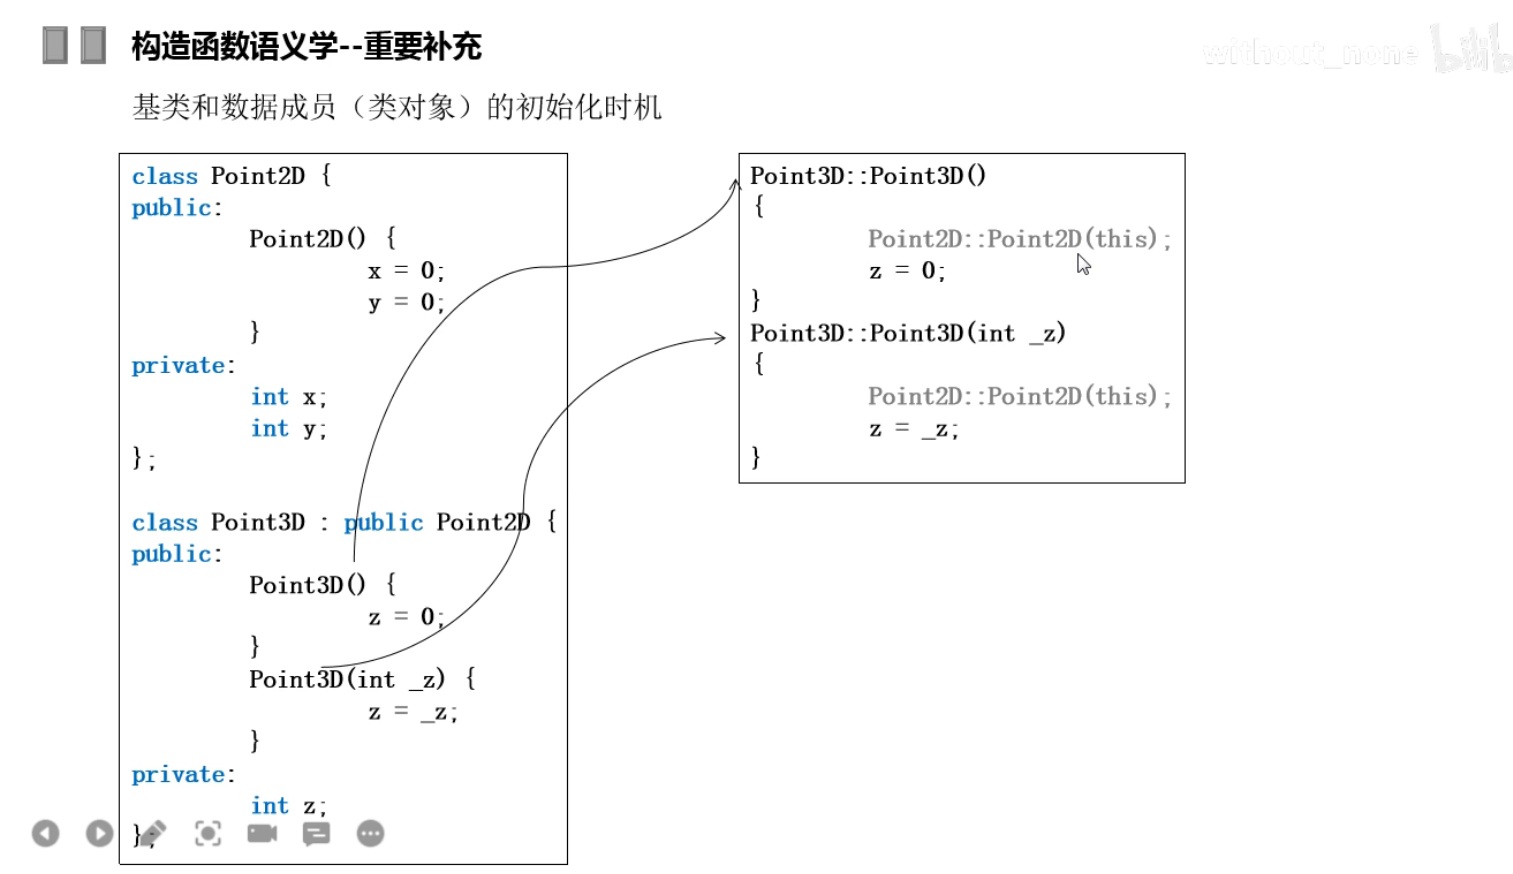 构造函数语义学--重要补充
without_none bilib
基类和数据成员（类对象）的初始化时机
class Point2D {
public:
Point2D() {
x = 0;
y = 0;
}
private:
int x;
int y;
};
class Point3D : public Point2D {
public:
Point3D() {
z = 0;
}
Point3D(int _z) {
z = _z;
}
private:
int z;
};
Point3D::Point3D()
{
Point2D::Point2D(this);
z = 0;
}
Point3D::Point3D(int _z)
{
Point2D::Point2D(this);
z = _z;
}